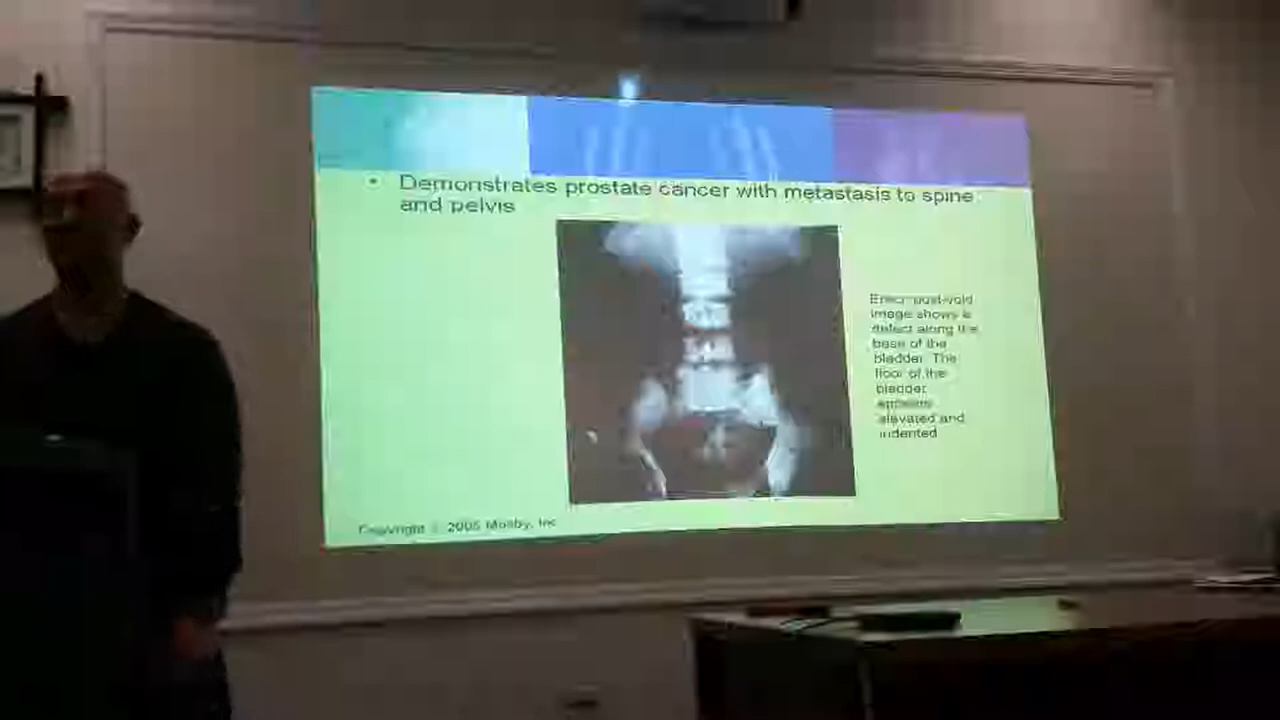 • Demonstrates prostate cancer with metastasis to spine
and pelvis
Erect post-void
image shows a
defect along the
base of the
bladder. The
floor of the
bladder
appears
elevated and
indented
Copyright © 2005 Mosby, Inc